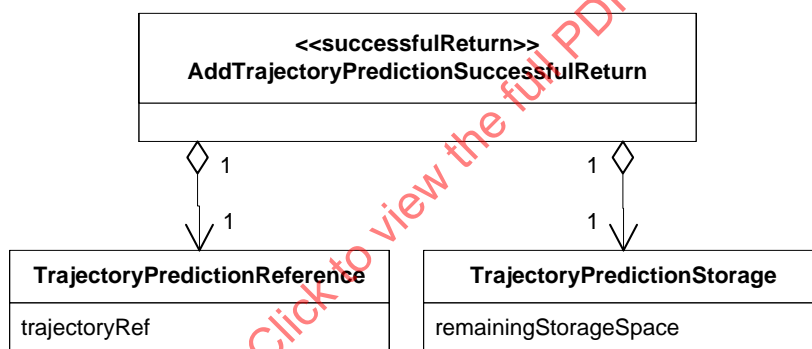 <<successfulReturn>>
AddTrajectoryPredictionSuccessfulReturn
1
1
1
1
TrajectoryPredictionReference
TrajectoryPredictionStorage
trajectoryRef
remainingStorageSpace
Click to view the full PDF